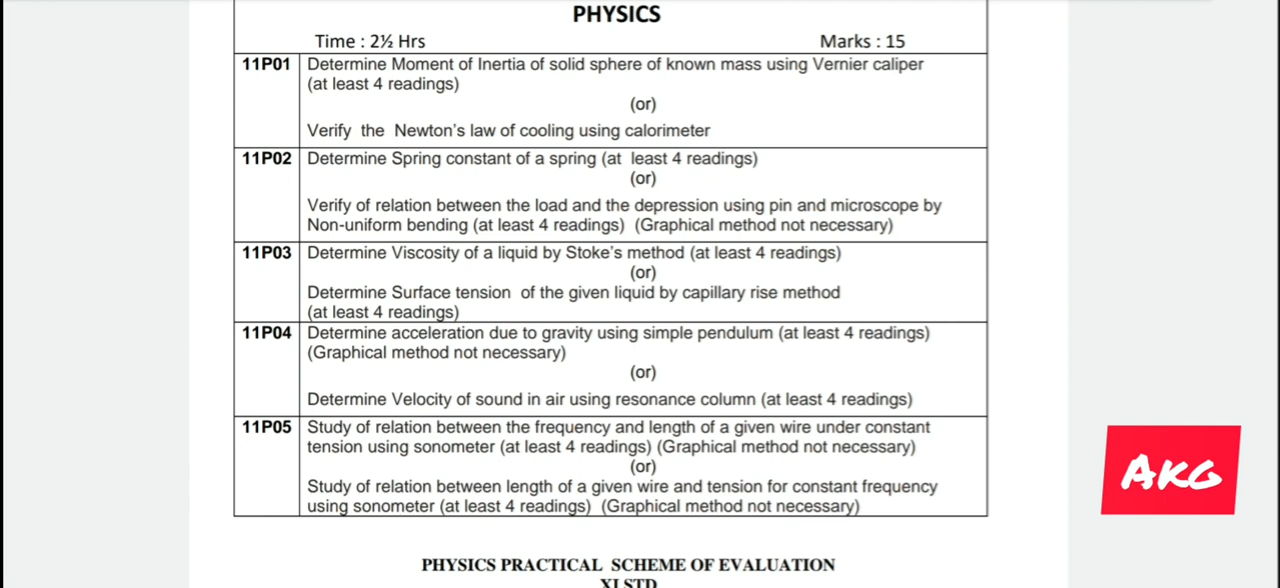 PHYSICS
Time : 2½ Hrs Marks : 15
11P01 Determine Moment of Inertia of solid sphere of known mass using Vernier caliper
(at least 4 readings)
(or)
Verify the Newton's law of cooling using calorimeter
11P02 Determine Spring constant of a spring (at least 4 readings)
(or)
Verify of relation between the load and the depression using pin and microscope by
Non-uniform bending (at least 4 readings) (Graphical method not necessary)
11P03 Determine Viscosity of a liquid by Stoke's method (at least 4 readings)
(or)
Determine Surface tension of the given liquid by capillary rise method
(at least 4 readings)
11P04 Determine acceleration due to gravity using simple pendulum (at least 4 readings)
(Graphical method not necessary)
(or)
Determine Velocity of sound in air using resonance column (at least 4 readings)
11P05 Study of relation between the frequency and length of a given wire under constant
tension using sonometer (at least 4 readings) (Graphical method not necessary)
(or)
Study of relation between length of a given wire and tension for constant frequency
using sonometer (at least 4 readings) (Graphical method not necessary)
AKG
PHYSICS PRACTICAL SCHEME OF EVALUATION
XI STD